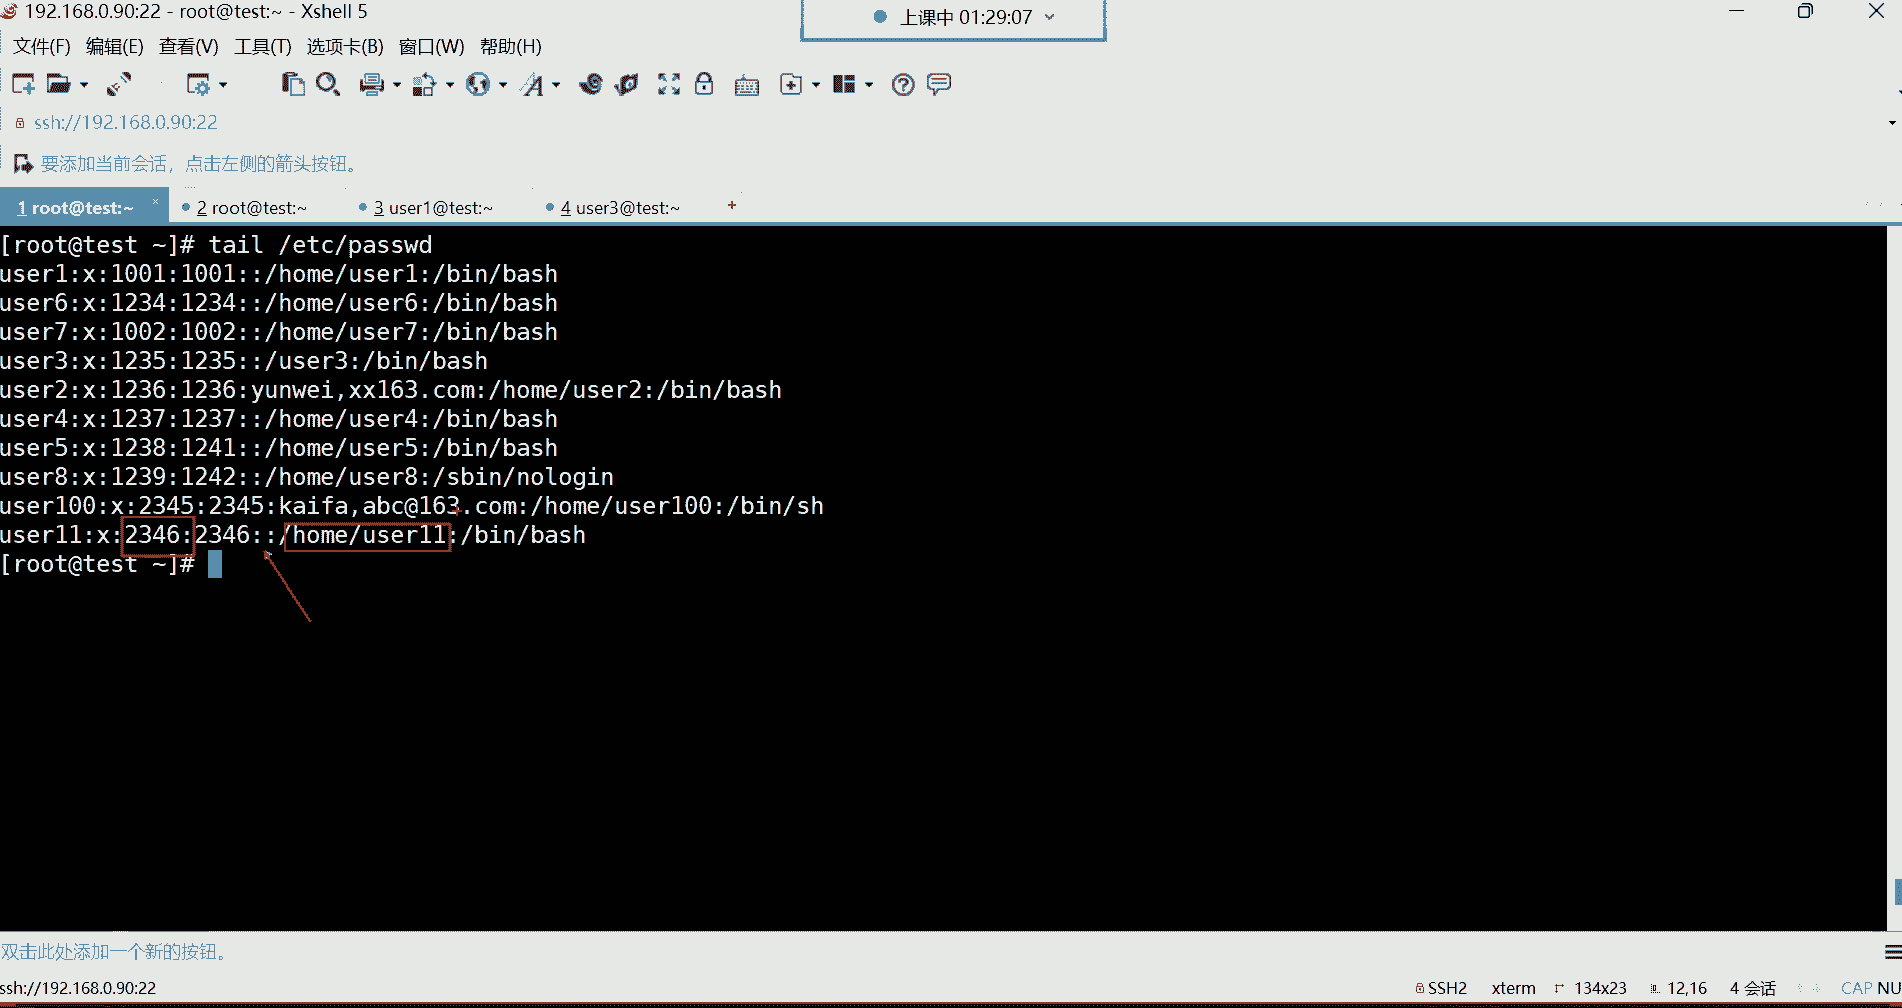 192.168.0.90:22 - root@test:~ - Xshell 5
上课中 01:29:07
文件(F) 编辑(E) 查看(V) 工具(T) 选项卡(B) 窗口(W) 帮助(H)
ssh://192.168.0.90:22
要添加当前会话，点击左侧的箭头按钮。
1 root@test:~ × 2 root@test:~ 3 user1@test:~ 4 user3@test:~ +
[root@test ~]# tail /etc/passwd
user1:x:1001:1001::/home/user1:/bin/bash
user6:x:1234:1234::/home/user6:/bin/bash
user7:x:1002:1002::/home/user7:/bin/bash
user3:x:1235:1235::/user3:/bin/bash
user2:x:1236:1236:yunwei,xx163.com:/home/user2:/bin/bash
user4:x:1237:1237::/home/user4:/bin/bash
user5:x:1238:1241::/home/user5:/bin/bash
user8:x:1239:1242::/home/user8:/sbin/nologin
user100:x:2345:2345:kaifa,abc@163.com:/home/user100:/bin/sh
user11:x:2346:2346::/home/user11:/bin/bash
[root@test ~]#
双击此处添加一个新的按钮。
ssh://192.168.0.90:22 SSH2 xterm 134x23 12,16 4 会话 CAP NU